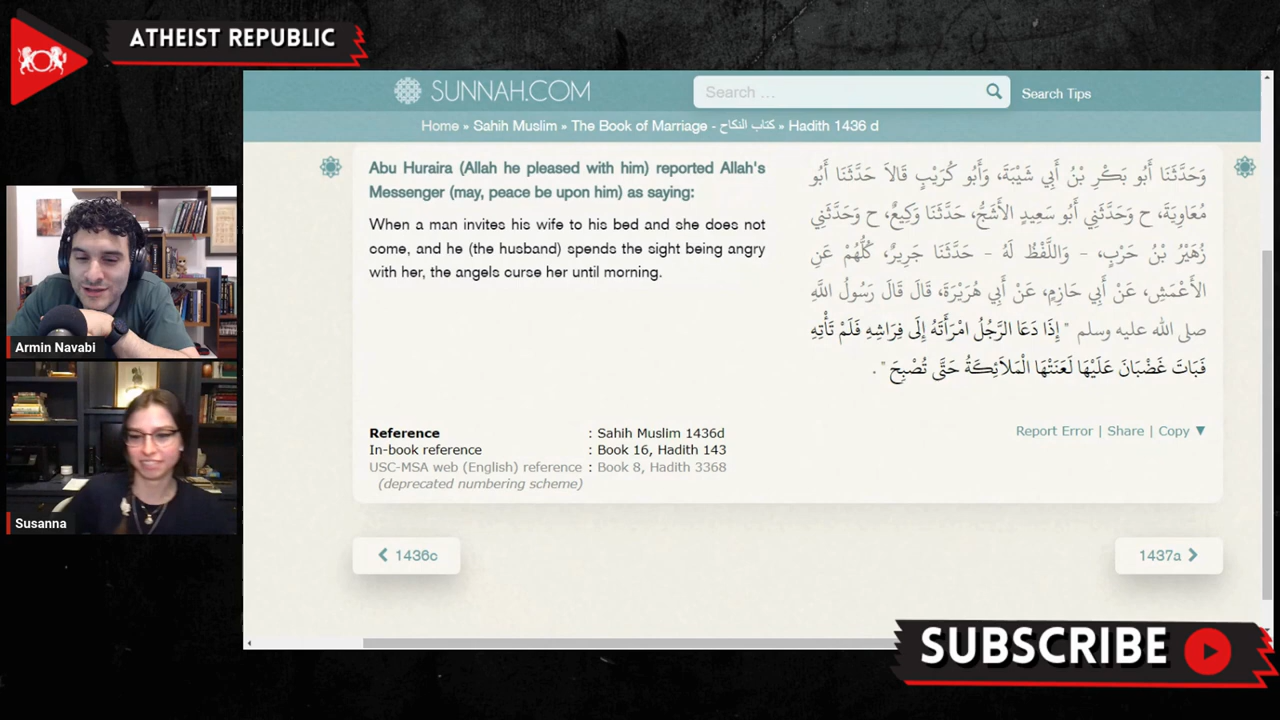 ATHEIST REPUBLIC
SUNNAH.COM
Search ...
Search Tips
Home » Sahih Muslim » The Book of Marriage - كتاب النكاح » Hadith 1436 d
Abu Huraira (Allah he pleased with him) reported Allah's
Messenger (may, peace be upon him) as saying:
When a man invites his wife to his bed and she does not
come, and he (the husband) spends the sight being angry
with her, the angels curse her until morning.
وَحَدَّثَنَا أَبُو بَكْرِ بْنُ أَبِي شَيْبَةَ، وَأَبُو كُرَيْبٍ قَالاَ حَدَّثَنَا أَبُو
مُعَاوِيَةَ، ح وَحَدَّثَنِي أَبُو سَعِيدٍ الأَشَجُّ، حَدَّثَنَا وَكِيعٌ، ح وَحَدَّثَنِي
زُهَيْرُ بْنُ حَرْبٍ، - وَاللَّفْظُ لَهُ - حَدَّثَنَا جَرِيرٌ، كُلُّهُمْ عَنِ
الأَعْمَشِ، عَنْ أَبِي حَازِمٍ، عَنْ أَبِي هُرَيْرَةَ، قَالَ قَالَ رَسُولُ اللَّهِ
صلى الله عليه وسلم " إِذَا دَعَا الرَّجُلُ امْرَأَتَهُ إِلَى فِرَاشِهِ فَلَمْ تَأْتِهِ
فَبَاتَ غَضْبَانَ عَلَيْهَا لَعَنَتْهَا الْمَلاَئِكَةُ حَتَّى تُصْبِحَ " .
Reference : Sahih Muslim 1436d
In-book reference : Book 16, Hadith 143
USC-MSA web (English) reference : Book 8, Hadith 3368
(deprecated numbering scheme)
Report Error | Share | Copy ▼
1436c
1437a
Armin Navabi
Susanna
SUBSCRIBE